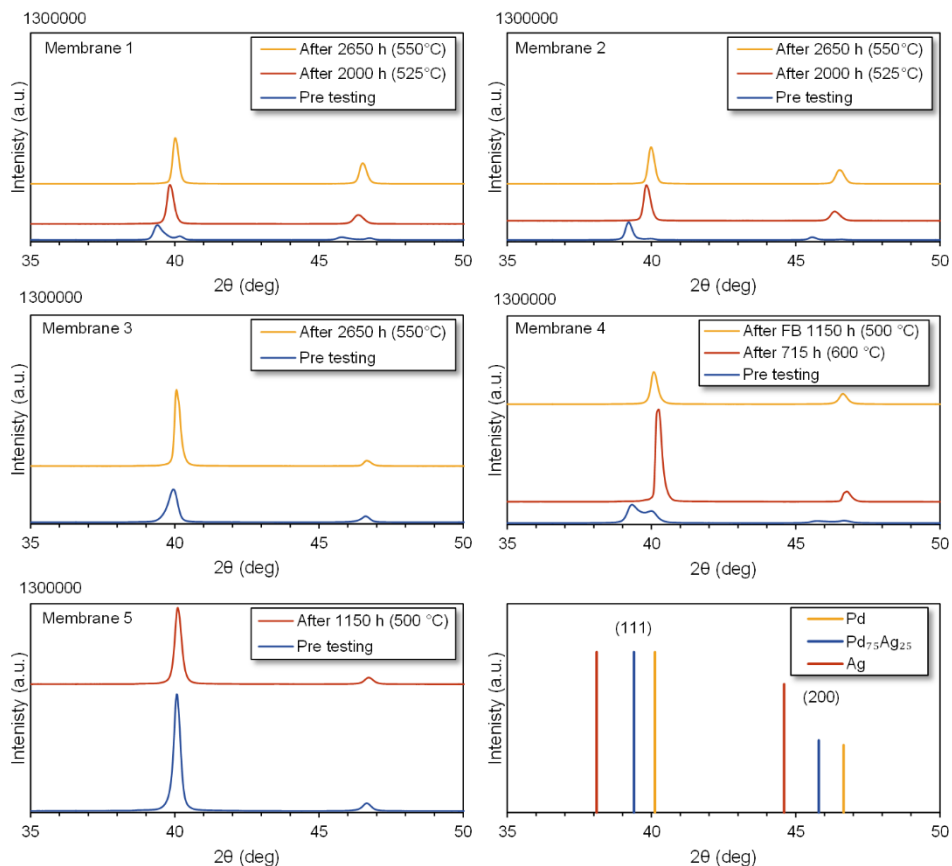 1300000
Membrane 1
After 2650 h (550°C)
After 2000 h (525°C)
Pre testing
Intenisty (a.u.)
35 40 45 50
2θ (deg)
1300000
Membrane 2
After 2650 h (550°C)
After 2000 h (525°C)
Pre testing
Intenisty (a.u.)
35 40 45 50
2θ (deg)
1300000
Membrane 3
After 2650 h (550°C)
Pre testing
Intenisty (a.u.)
35 40 45 50
2θ (deg)
1300000
Membrane 4
After FB 1150 h (500 °C)
After 715 h (600 °C)
Pre testing
Intenisty (a.u.)
35 40 45 50
2θ (deg)
1300000
Membrane 5
After 1150 h (500 °C)
Pre testing
Intenisty (a.u.)
35 40 45 50
2θ (deg)
Pd
Pd₇₅Ag₂₅
Ag
(111)
(200)
Intenisty (a.u.)
35 40 45 50
2θ (deg)